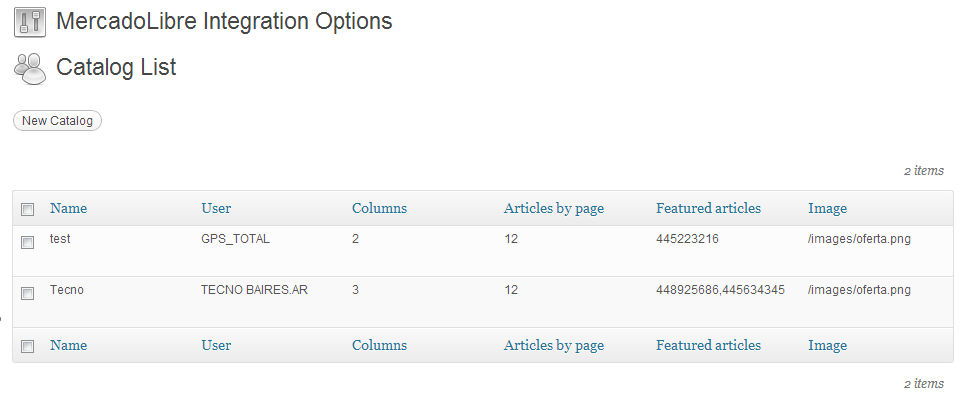 MercadoLibre Integration Options
Catalog List
New Catalog
2 items
Name User Columns Articles by page Featured articles Image
test GPS_TOTAL 2 12 445223216 /images/oferta.png
Tecno TECNO BAIRES.AR 3 12 448925686,445634345 /images/oferta.png
Name User Columns Articles by page Featured articles Image
2 items